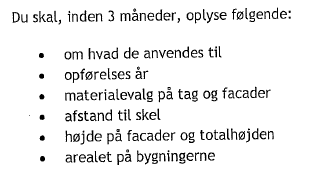 Du skal, inden 3 måneder, oplyse følgende:
• om hvad de anvendes til
• opførelses år
• materialevalg på tag og facader
• afstand til skel
• højde på facader og totalhøjden
• arealet på bygningerne